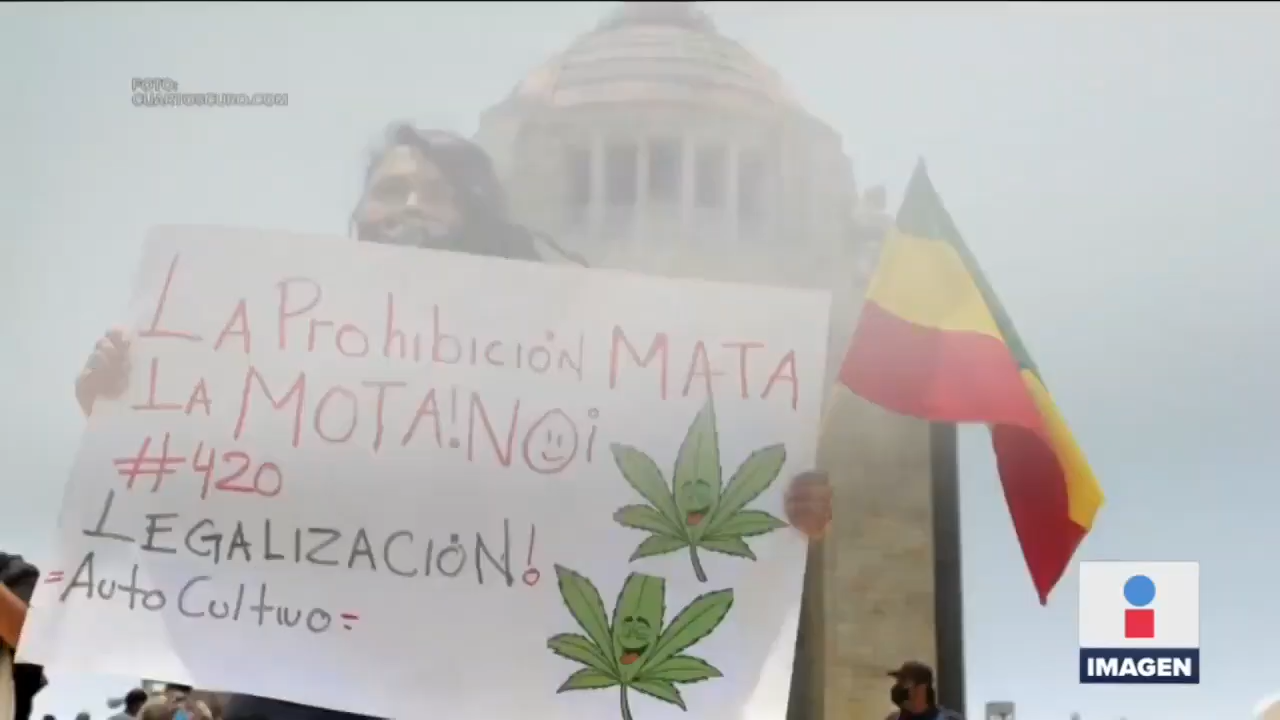 FOTO:
CUARTOSCURO.COM
LA ProhibiCIÓN MATA
LA MOTA!NO¡
#420
LEGALIZACIÓN!
=Auto Cultivo=
IMAGEN